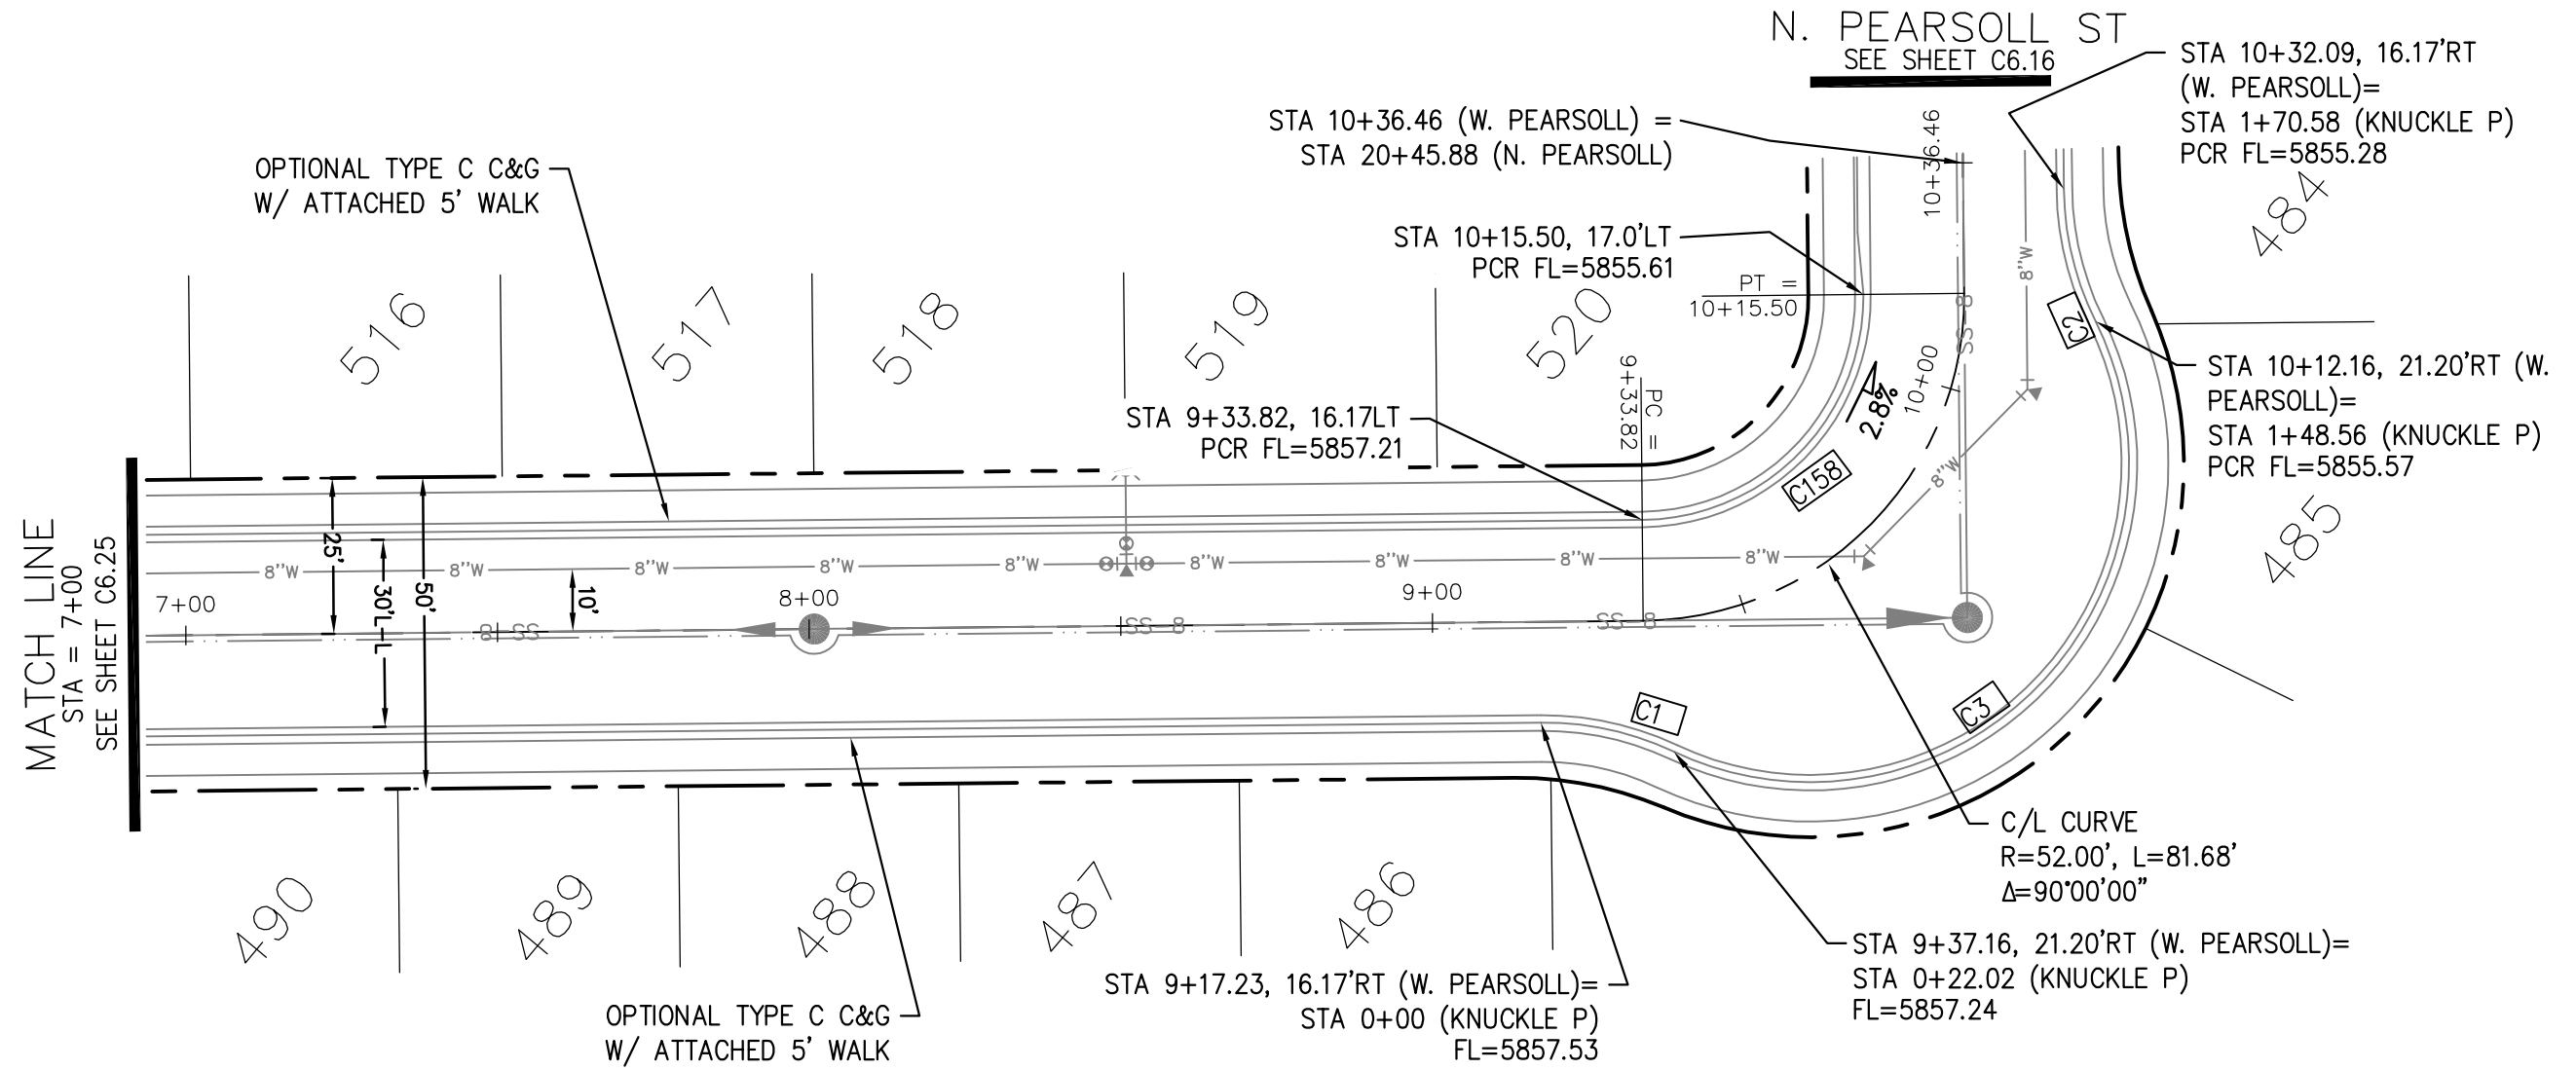 N. PEARSOLL ST
SEE SHEET C6.16
STA 10+32.09, 16.17'RT
(W. PEARSOLL)=
STA 1+70.58 (KNUCKLE P)
PCR FL=5855.28
STA 10+36.46 (W. PEARSOLL) =
STA 20+45.88 (N. PEARSOLL)
10+36.46
OPTIONAL TYPE C C&G
W/ ATTACHED 5' WALK
STA 10+15.50, 17.0'LT
PCR FL=5855.61
PT =
10+15.50
484
8"W
SS 8
C2
516
517
518
519
520
STA 10+12.16, 21.20'RT (W.
PEARSOLL)=
STA 1+48.56 (KNUCKLE P)
PCR FL=5855.57
STA 9+33.82, 16.17LT
PCR FL=5857.21
PC =
9+33.82
2.8%
10+00
C158
8"W
485
MATCH LINE
STA = 7+00
SEE SHEET C6.25
25'
30'L-L
50'
10'
8"W
8"W
8"W
8"W
8"W
8"W
8"W
8"W
8"W
7+00
8+00
9+00
8 SS
SS 8
SS 8
C1
C3
C/L CURVE
R=52.00', L=81.68'
Δ=90°00'00"
490
489
488
487
486
STA 9+37.16, 21.20'RT (W. PEARSOLL)=
STA 0+22.02 (KNUCKLE P)
FL=5857.24
STA 9+17.23, 16.17'RT (W. PEARSOLL)=
STA 0+00 (KNUCKLE P)
FL=5857.53
OPTIONAL TYPE C C&G
W/ ATTACHED 5' WALK